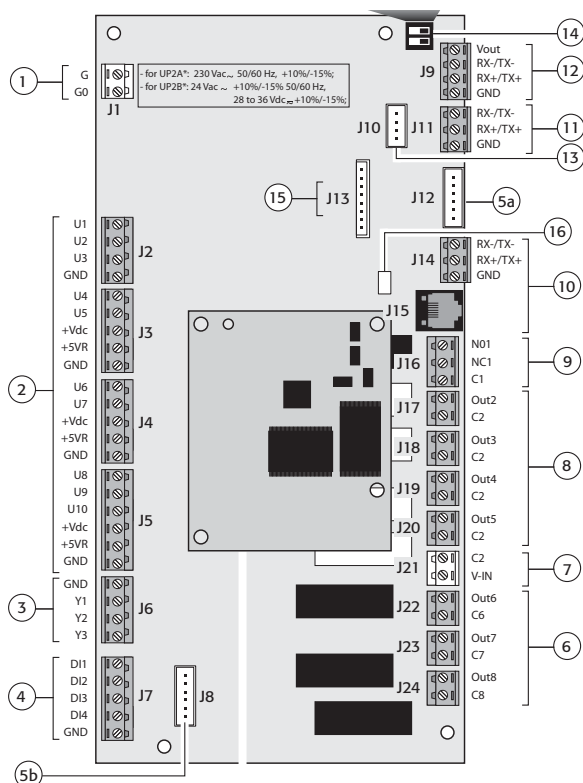 14
1
G
G0
J1
- for UP2A*: 230 Vac~ 50/60 Hz, +10%/-15%;
- for UP2B*: 24 Vac ~ +10%/-15% 50/60 Hz,
28 to 36 Vdc⎓ +10%/-15%;
J9
Vout
RX-/TX-
RX+/TX+
GND
12
J10
J11
RX-/TX-
RX+/TX+
GND
11
13
15
J13
J12
5a
16
2
U1
U2
U3
GND
J2
J14
RX-/TX-
RX+/TX+
GND
10
J15
U4
U5
+Vdc
+5VR
GND
J3
J16
N01
NC1
C1
9
U6
U7
+Vdc
+5VR
GND
J4
J17
Out2
C2
J18
Out3
C2
8
U8
U9
U10
+Vdc
+5VR
GND
J5
J19
Out4
C2
J20
Out5
C2
J21
C2
V-IN
7
3
GND
Y1
Y2
Y3
J6
J22
Out6
C6
6
J23
Out7
C7
J24
Out8
C8
4
DI1
DI2
DI3
DI4
GND
J7
J8
5b